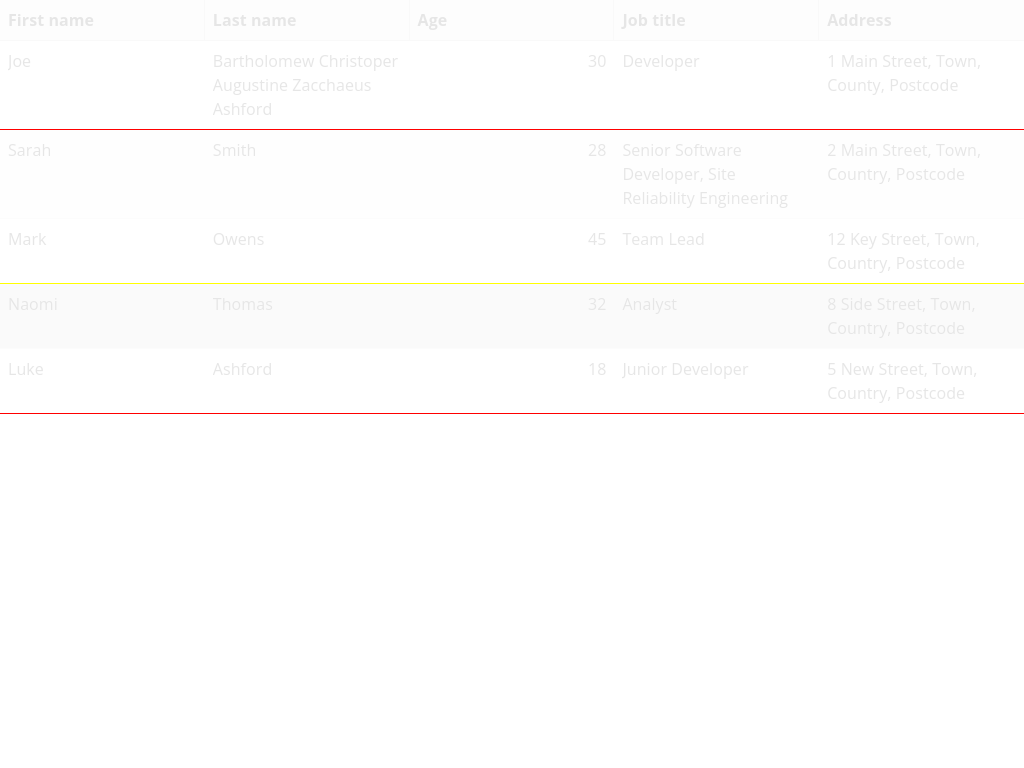 First name Last name Age Job title Address
Joe Bartholomew Christoper 30 Developer 1 Main Street, Town,
Augustine Zacchaeus County, Postcode
Ashford
Sarah Smith 28 Senior Software 2 Main Street, Town,
Developer, Site Country, Postcode
Reliability Engineering
Mark Owens 45 Team Lead 12 Key Street, Town,
Country, Postcode
Naomi Thomas 32 Analyst 8 Side Street, Town,
Country, Postcode
Luke Ashford 18 Junior Developer 5 New Street, Town,
Country, Postcode